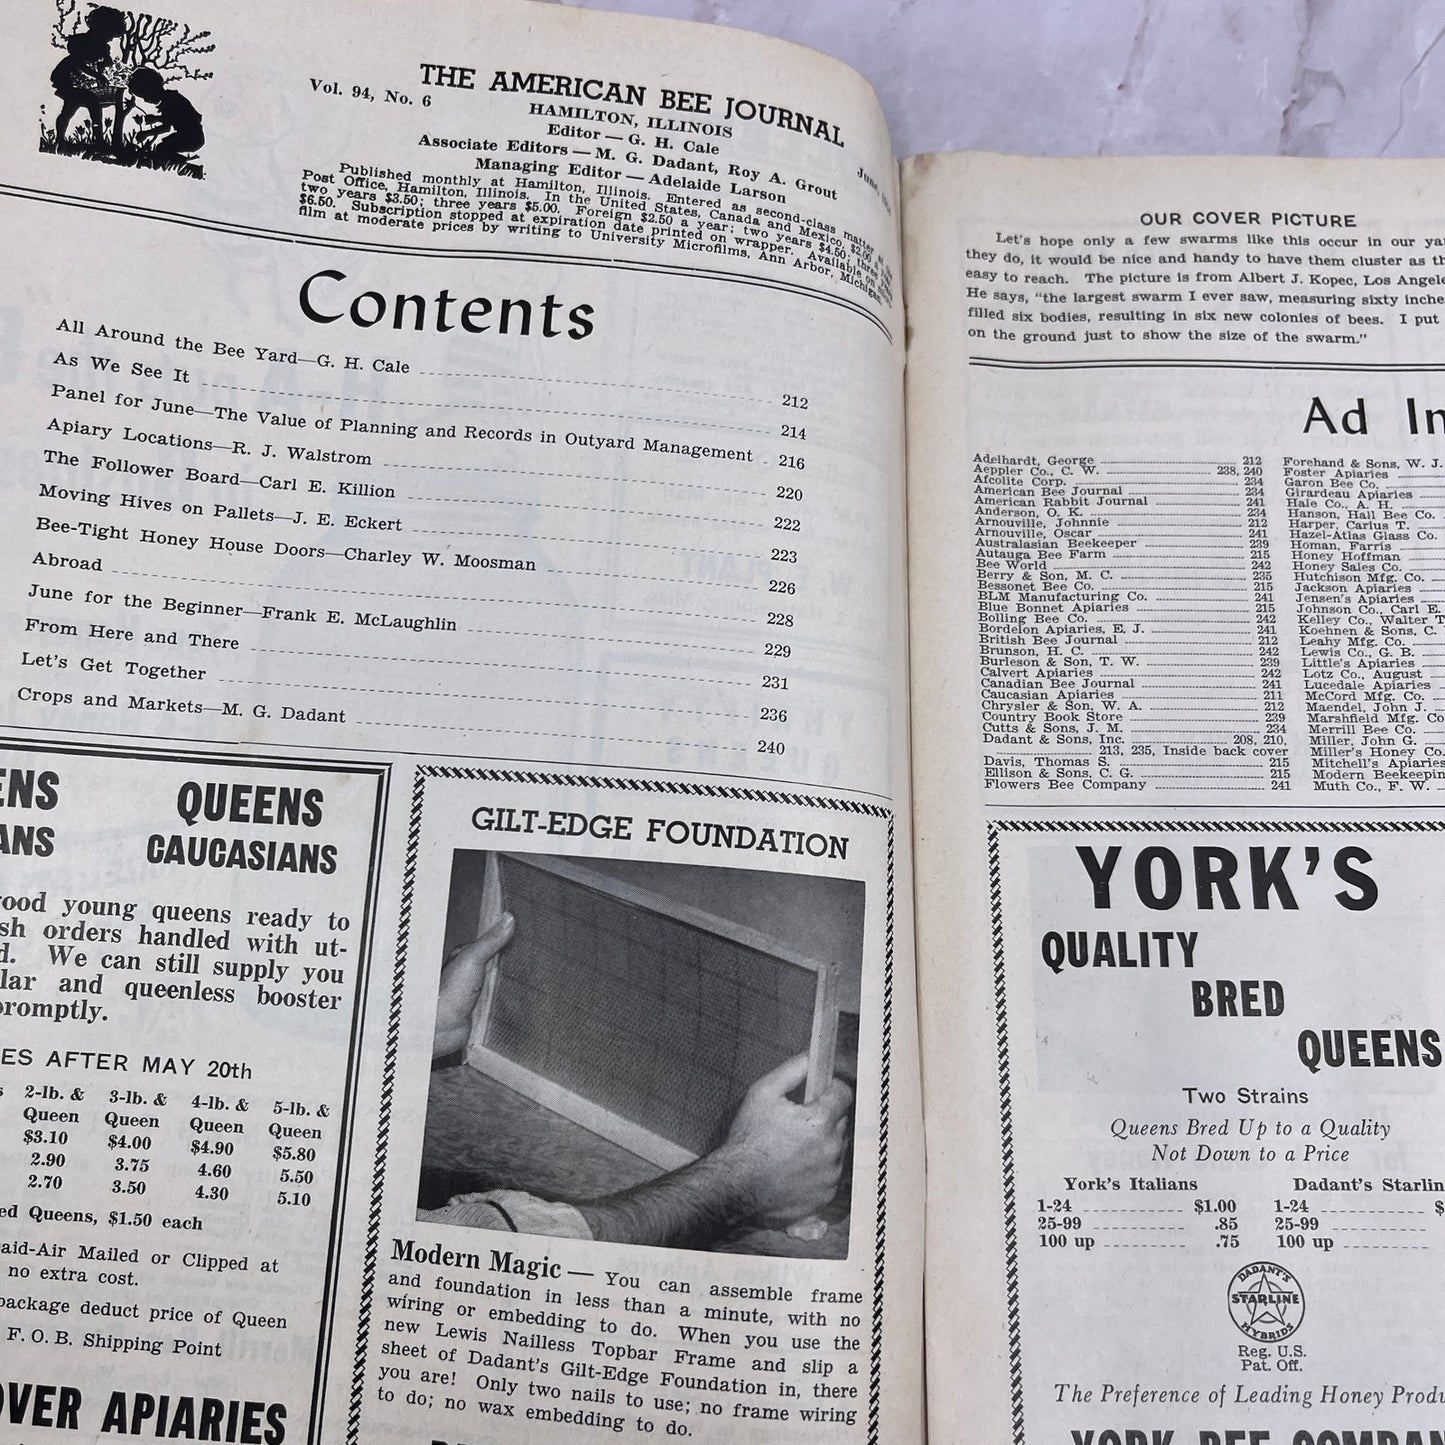 THE AMERICAN BEE JOURNAL
Vol. 94, No. 6
HAMILTON, ILLINOIS
Editor — G. H. Cale
Associate Editors — M. G. Dadant, Roy A. Grout
Managing Editor — Adelaide Larson
June,
Published monthly at Hamilton, Illinois. Entered as second-class matter at the
Post Office, Hamilton, Illinois. In the United States, Canada and Mexico, $2.00 a
two years $3.50; three years $5.00. Foreign $2.50 a year; two years $4.50; three years
$6.50. Subscription stopped at expiration date printed on wrapper. Available on
film at moderate prices by writing to University Microfilms, Ann Arbor, Michigan.
Contents
All Around the Bee Yard—G. H. Cale 212
As We See It 214
Panel for June—The Value of Planning and Records in Outyard Management 216
Apiary Locations—R. J. Walstrom 220
The Follower Board—Carl E. Killion 222
Moving Hives on Pallets—J. E. Eckert 223
Bee-Tight Honey House Doors—Charley W. Moosman 226
Abroad 228
June for the Beginner—Frank E. McLaughlin 229
From Here and There 231
Let's Get Together 236
Crops and Markets—M. G. Dadant 240
ENS QUEENS
ANS CAUCASIANS
ood young queens ready to
sh orders handled with ut-
d. We can still supply you
lar and queenless booster
promptly.
ES AFTER MAY 20th
s 2-lb. & 3-lb. & 4-lb. & 5-lb. &
Queen Queen Queen Queen
$3.10 $4.00 $4.90 $5.80
2.90 3.75 4.60 5.50
2.70 3.50 4.30 5.10
ed Queens, $1.50 each
aid-Air Mailed or Clipped at
no extra cost.
package deduct price of Queen
F. O. B. Shipping Point
OVER APIARIES
GILT-EDGE FOUNDATION
Modern Magic — You can assemble frame
and foundation in less than a minute, with no
wiring or embedding to do. When you use the
new Lewis Nailless Topbar Frame and slip a
sheet of Dadant's Gilt-Edge Foundation in, there
you are! Only two nails to use; no frame wiring
to do; no wax embedding to do.
OUR COVER PICTURE
Let's hope only a few swarms like this occur in our ya
they do, it would be nice and handy to have them cluster as th
easy to reach. The picture is from Albert J. Kopec, Los Angele
He says, "the largest swarm I ever saw, measuring sixty inche
filled six bodies, resulting in six new colonies of bees. I put
on the ground just to show the size of the swarm."
Ad In
Adelhardt, George 212
Aeppler Co., C. W. 238, 240
Afcolite Corp. 234
American Bee Journal 234
American Rabbit Journal 241
Anderson, O. K. 234
Arnouville, Johnnie 212
Arnouville, Oscar 241
Australasian Beekeeper 239
Autauga Bee Farm 215
Bee World 242
Berry & Son, M. C. 235
Bessonet Bee Co. 215
BLM Manufacturing Co. 241
Blue Bonnet Apiaries 215
Bolling Bee Co. 242
Bordelon Apiaries, E. J. 241
British Bee Journal 212
Brunson, H. C. 242
Burleson & Son, T. W. 239
Calvert Apiaries 242
Canadian Bee Journal 241
Caucasian Apiaries 211
Chrysler & Son, W. A. 212
Country Book Store 239
Cutts & Sons, J. M. 234
Dadant & Sons, Inc. 208, 210,
213, 235, Inside back cover
Davis, Thomas S. 215
Ellison & Sons, C. G. 215
Flowers Bee Company 241
Forehand & Sons, W. J.
Foster Apiaries
Garon Bee Co.
Girardeau Apiaries
Hale Co., A. H.
Hanson, Hall Bee Co.
Harper, Carlus T.
Hazel-Atlas Glass Co.
Homan, Farris
Honey Hoffman
Honey Sales Co.
Hutchison Mfg. Co.
Jackson Apiaries
Jensen's Apiaries
Johnson Co., Carl E.
Kelley Co., Walter T
Koehnen & Sons, C.
Leahy Mfg. Co.
Lewis Co., G. B.
Little's Apiaries
Lotz Co., August
Lucedale Apiaries
McCord Mfg. Co.
Maendel, John J.
Marshfield Mfg. Co
Merrill Bee Co.
Miller, John G.
Miller's Honey Co.
Mitchell's Apiaries
Modern Beekeepin
Muth Co., F. W.
YORK'S
QUALITY
BRED
QUEENS
Two Strains
Queens Bred Up to a Quality
Not Down to a Price
York's Italians Dadant's Starlin
1-24 $1.00 1-24 $
25-99 .85 25-99
100 up .75 100 up
DADANT'S
STARLINE
HYBRIDS
Reg. U.S.
Pat. Off.
The Preference of Leading Honey Produ
YORK BEE COMPAN